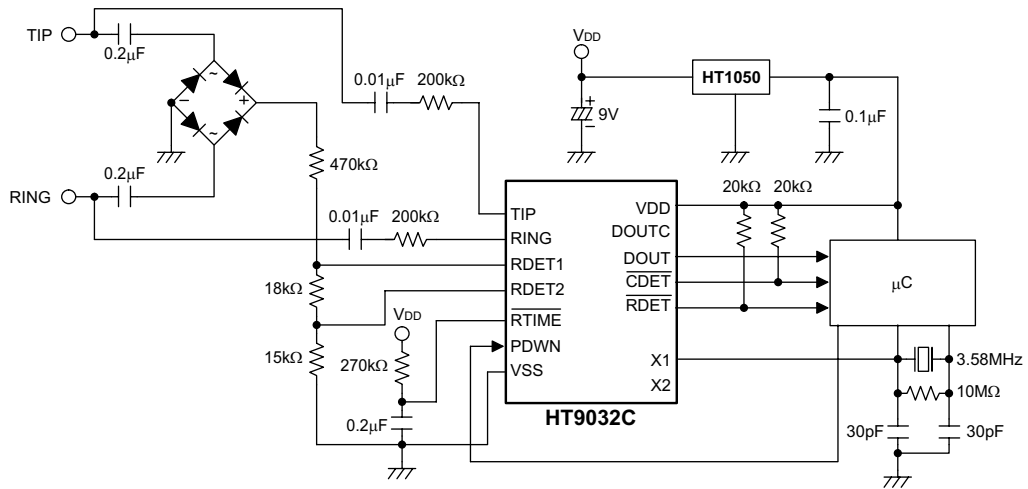 TIP
0.2µF
~
−
+
~
0.2µF
RING
0.01µF
200kΩ
470kΩ
0.01µF
200kΩ
18kΩ
15kΩ
VDD
270kΩ
0.2µF
VDD
+
9V
−
HT1050
0.1µF
20kΩ 20kΩ
TIP
RING
RDET1
RDET2
RTIME
PDWN
VSS
VDD
DOUTC
DOUT
CDET
RDET
X1
X2
HT9032C
µC
3.58MHz
10MΩ
30pF
30pF